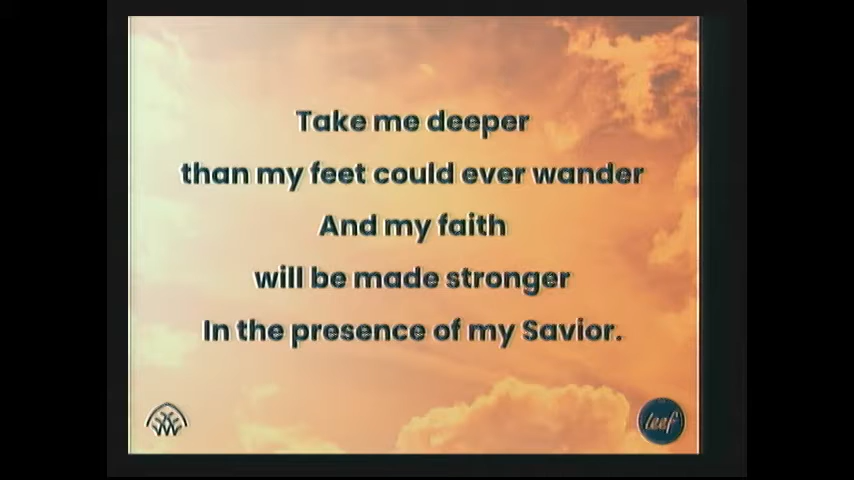 Take me deeper
than my feet could ever wander
And my faith
will be made stronger
In the presence of my Savior.
leef